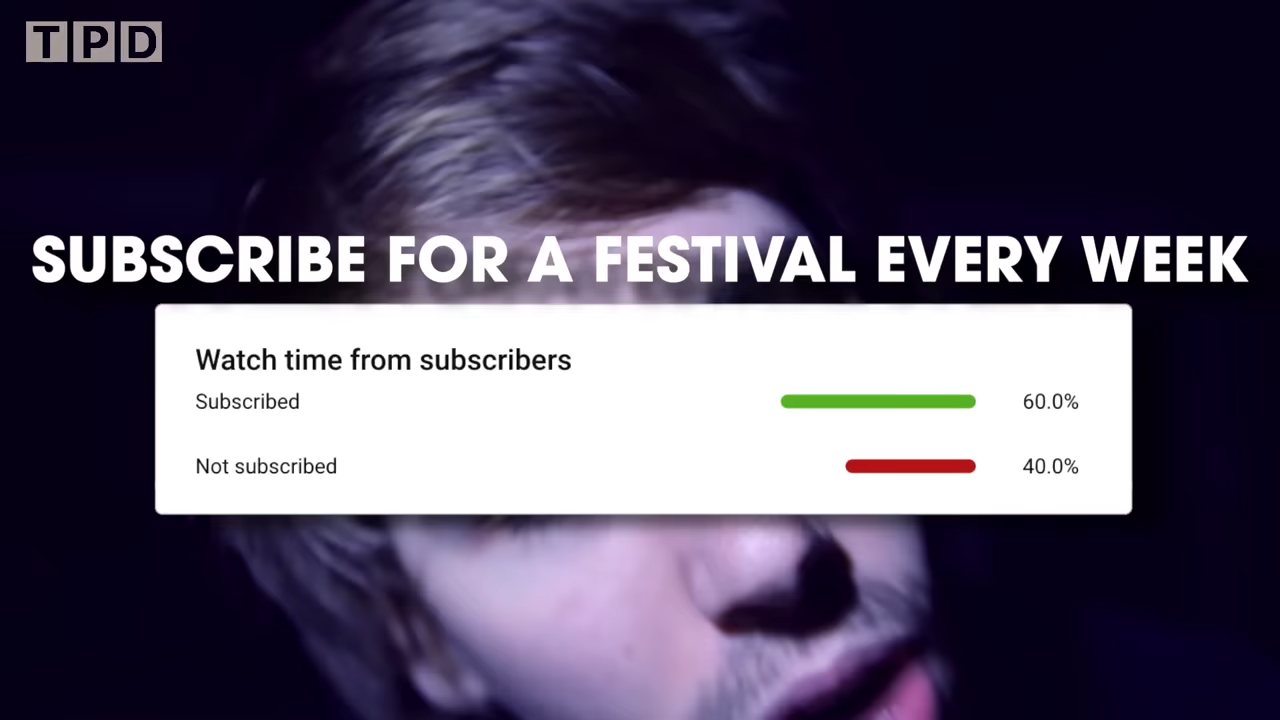 TPD
SUBSCRIBE FOR A FESTIVAL EVERY WEEK
Watch time from subscribers
Subscribed 60.0%
Not subscribed 40.0%